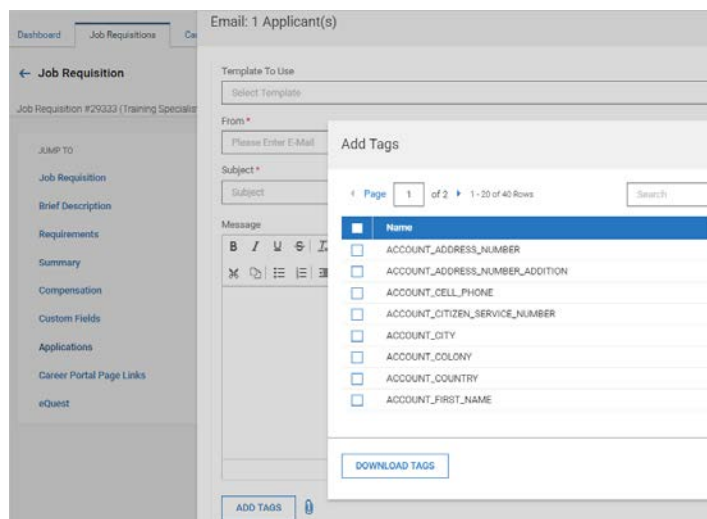 Email: 1 Applicant(s)
Dashboard Job Requisitions Ca
← Job Requisition
Job Requisition #29333 (Training Specialist
JUMP TO
Job Requisition
Brief Description
Requirements
Summary
Compensation
Custom Fields
Applications
Career Portal Page Links
eQuest
Template To Use
Select Template
From *
Please Enter E-Mail
Subject *
Subject
Message
B I U S
ADD TAGS
Add Tags
Page 1 of 2 1 - 20 of 40 Rows Search
Name
ACCOUNT_ADDRESS_NUMBER
ACCOUNT_ADDRESS_NUMBER_ADDITION
ACCOUNT_CELL_PHONE
ACCOUNT_CITIZEN_SERVICE_NUMBER
ACCOUNT_CITY
ACCOUNT_COLONY
ACCOUNT_COUNTRY
ACCOUNT_FIRST_NAME
DOWNLOAD TAGS